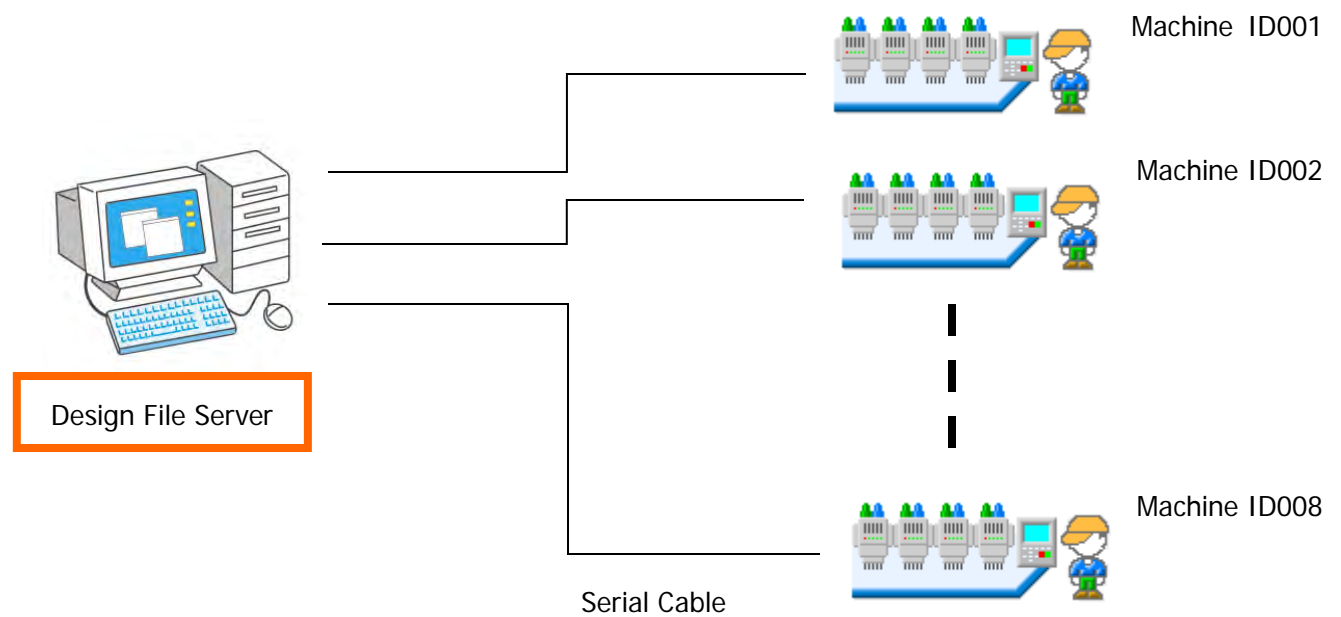 Machine ID001
Machine ID002
Design File Server
Machine ID008
Serial Cable